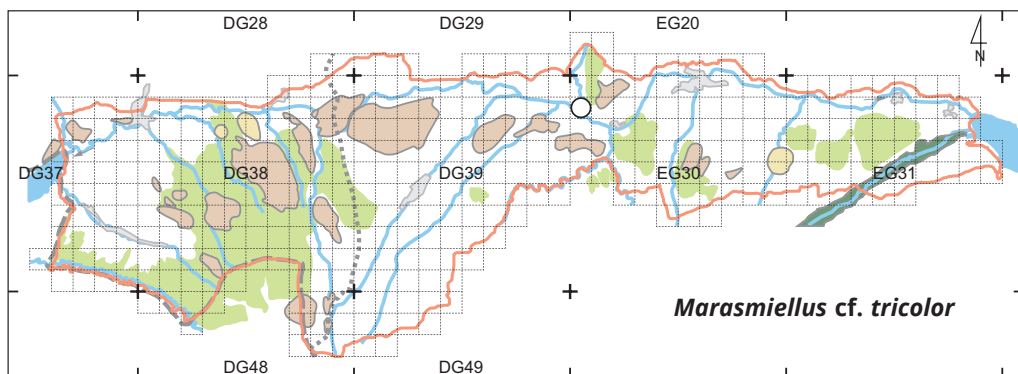 DG28 DG29 EG20
N
DG37 DG38 DG39 EG30 EG31
Marasmiellus cf. tricolor
DG48 DG49